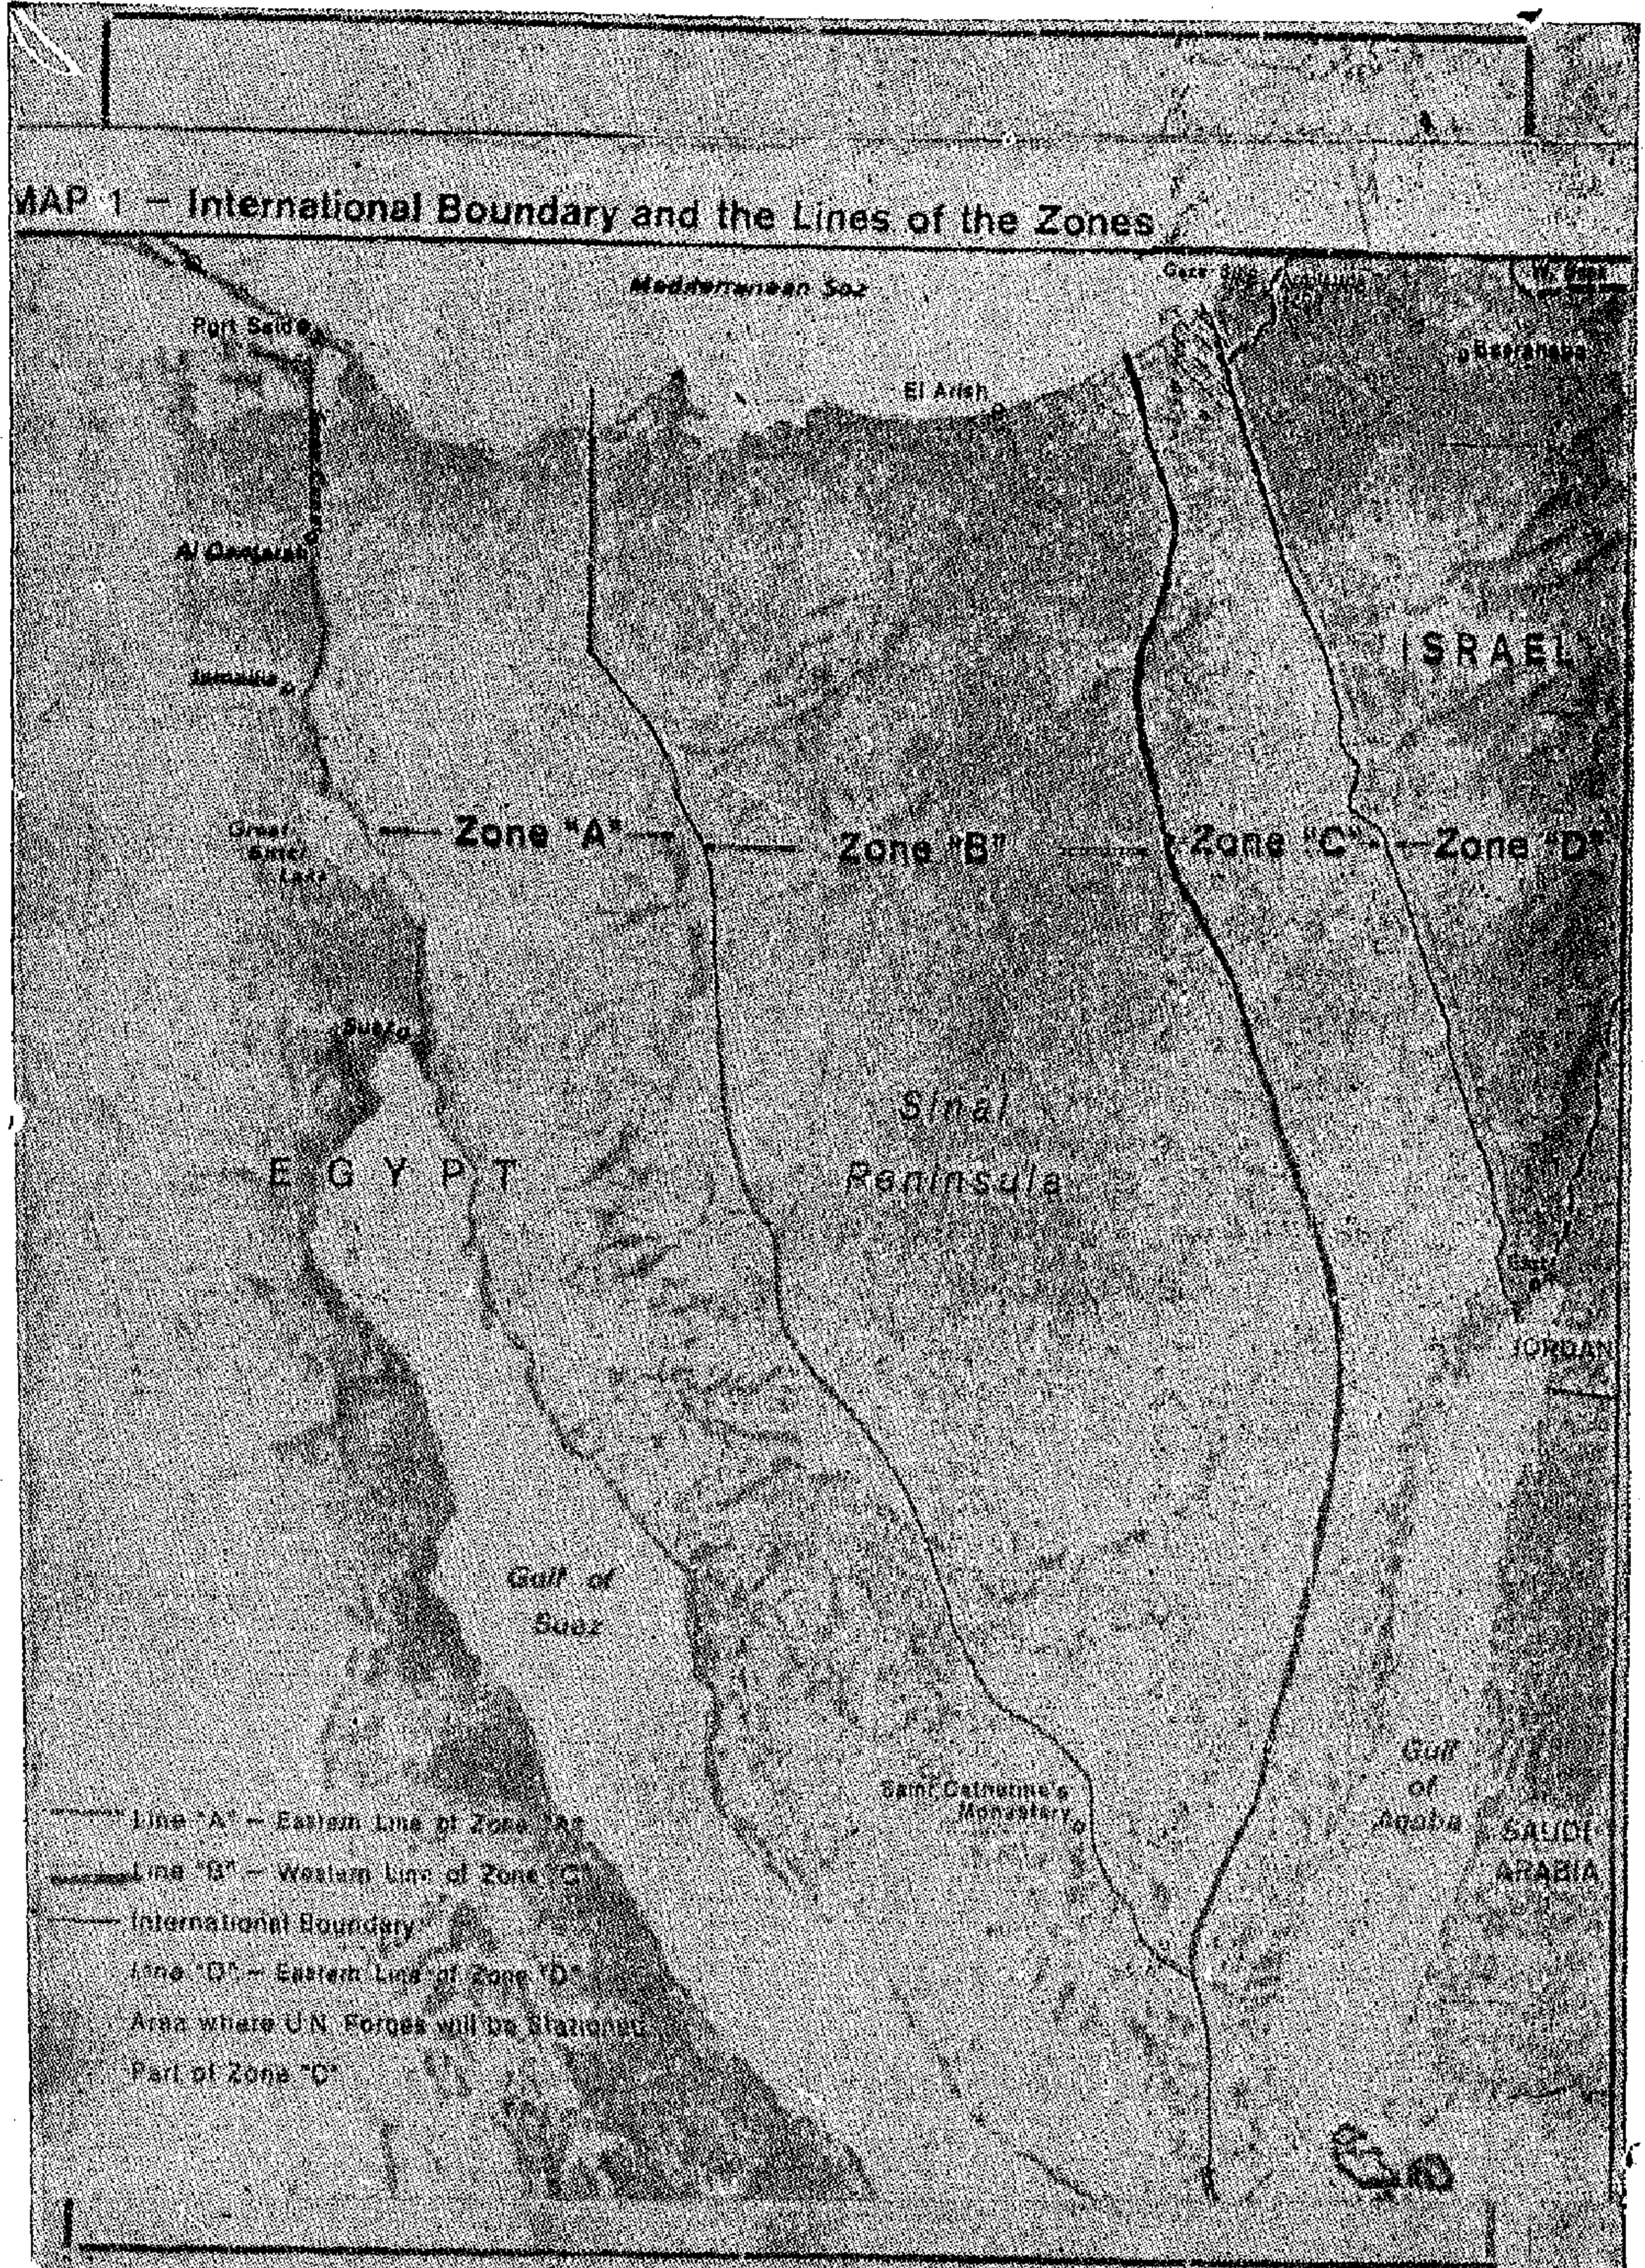 MAP 1 — International Boundary and the Lines of the Zones
Mediterranean Sea
W. Bank
Port Said
El Arish
Al Qantarah
ISRAEL
Ismailia
Great
Bitter
Lake
Zone "A"
Zone "B"
Zone "C"
Zone "D"
Suez
Sinai
Peninsula
EGYPT
JORDAN
Gulf of
Suez
Gulf
of
Aqaba
Saint Catherine's
Monastery
SAUDI
ARABIA
Line "A" — Eastern Line of Zone "A"
Line "B" — Western Line of Zone "C"
International Boundary
Line "D" — Eastern Line of Zone "D"
Area where U.N. Forces will be Stationed
Part of Zone "C"